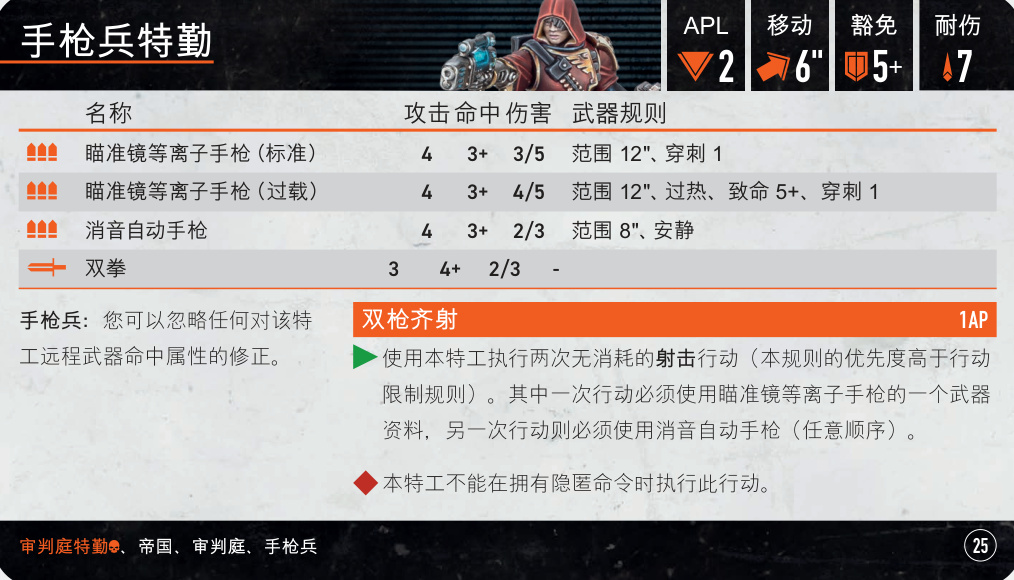 手枪兵特勤
APL 移动 豁免 耐伤
2 6" 5+ 7
名称 攻击 命中 伤害 武器规则
瞄准镜等离子手枪（标准） 4 3+ 3/5 范围 12"、穿刺 1
瞄准镜等离子手枪（过载） 4 3+ 4/5 范围 12"、过热、致命 5+、穿刺 1
消音自动手枪 4 3+ 2/3 范围 8"、安静
双拳 3 4+ 2/3 -
手枪兵：您可以忽略任何对该特
工远程武器命中属性的修正。
双枪齐射 1AP
使用本特工执行两次无消耗的射击行动（本规则的优先度高于行动
限制规则）。其中一次行动必须使用瞄准镜等离子手枪的一个武器
资料，另一次行动则必须使用消音自动手枪（任意顺序）。
本特工不能在拥有隐匿命令时执行此行动。
审判庭特勤、帝国、审判庭、手枪兵
25